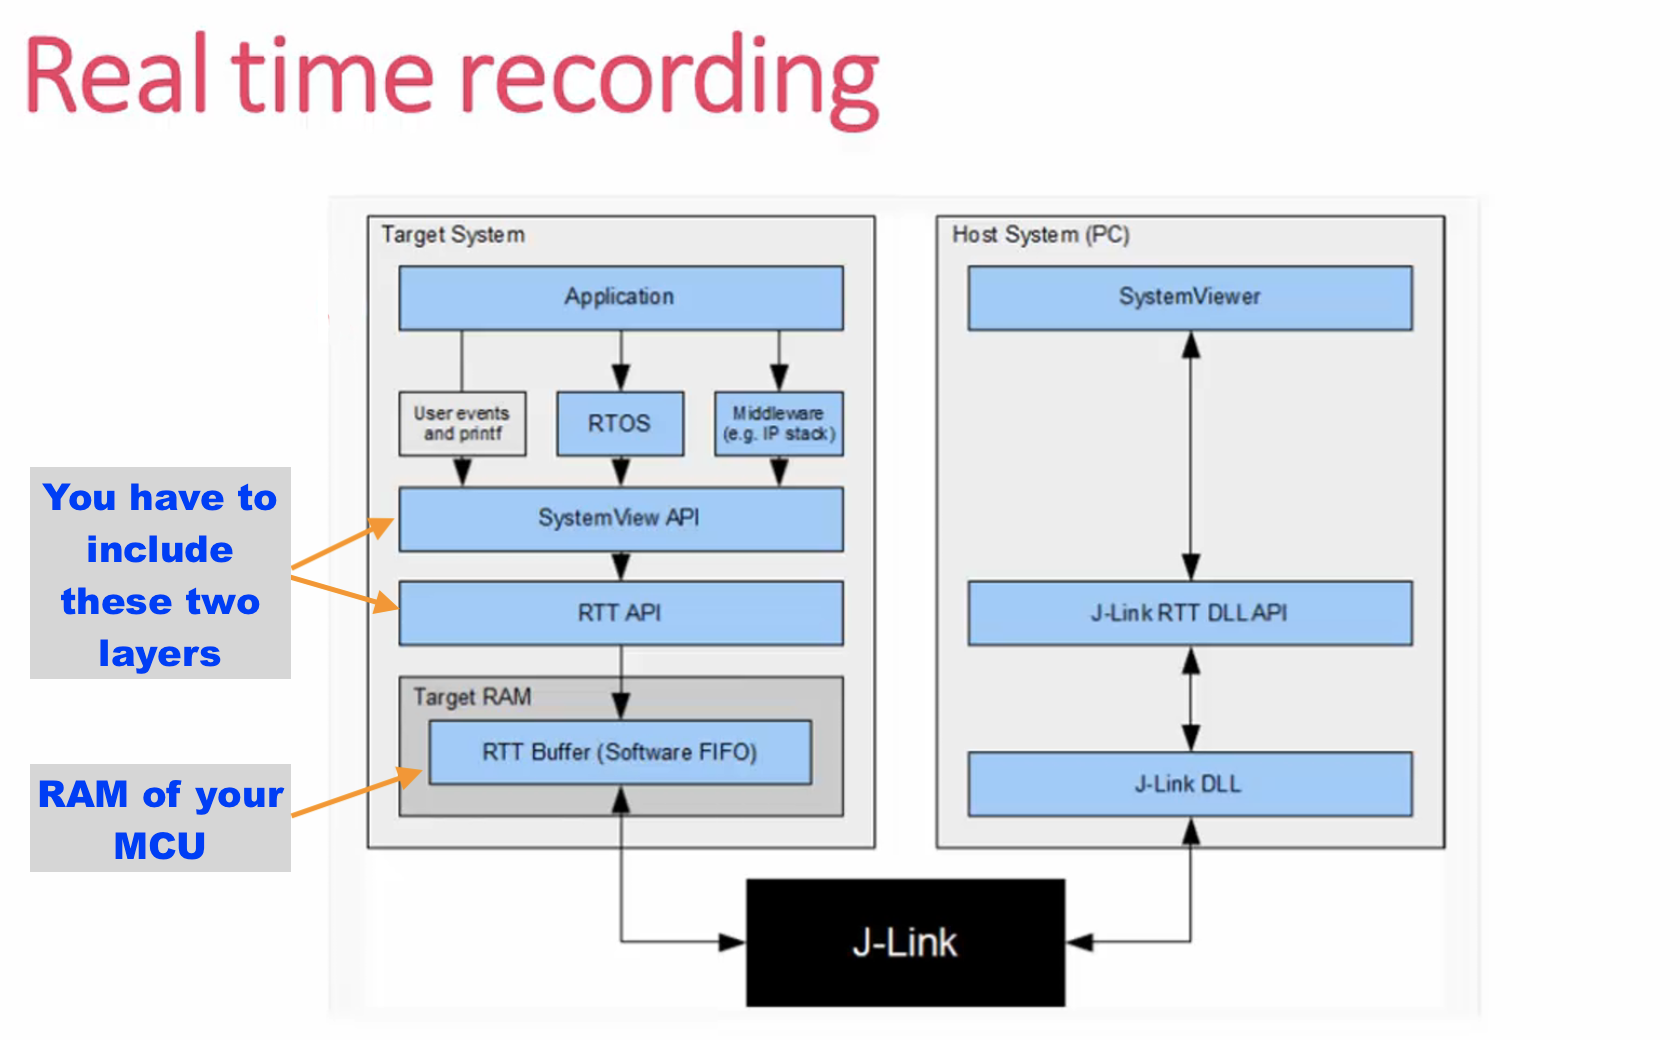 Real time recording
Target System
Application
User events
and printf
RTOS
Middleware
(e.g. IP stack)
SystemView API
RTT API
Target RAM
RTT Buffer (Software FIFO)
Host System (PC)
SystemViewer
J-Link RTT DLL API
J-Link DLL
J-Link
You have to
include
these two
layers
RAM of your
MCU